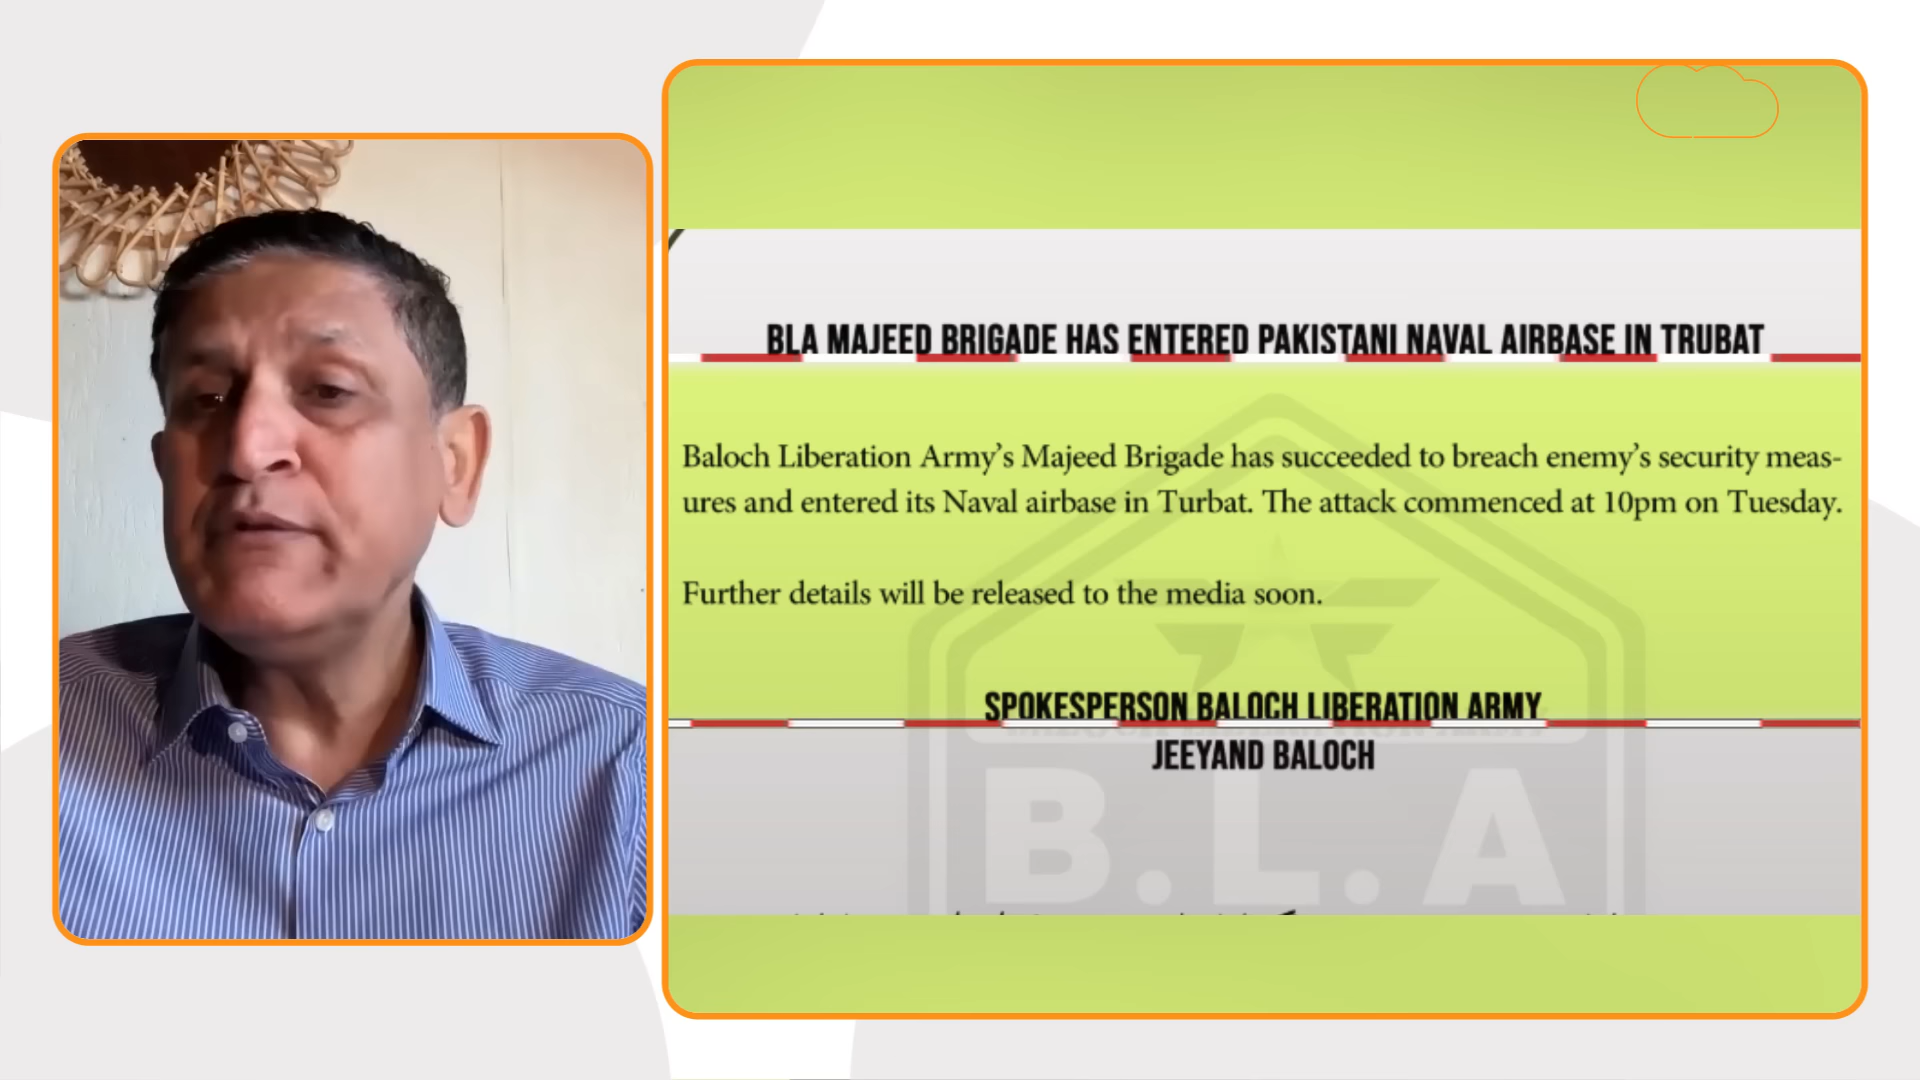 BLA MAJEED BRIGADE HAS ENTERED PAKISTANI NAVAL AIRBASE IN TRUBAT
Baloch Liberation Army's Majeed Brigade has succeeded to breach enemy's security meas-
ures and entered its Naval airbase in Turbat. The attack commenced at 10pm on Tuesday.
Further details will be released to the media soon.
SPOKESPERSON BALOCH LIBERATION ARMY
JEEYAND BALOCH
B.L.A